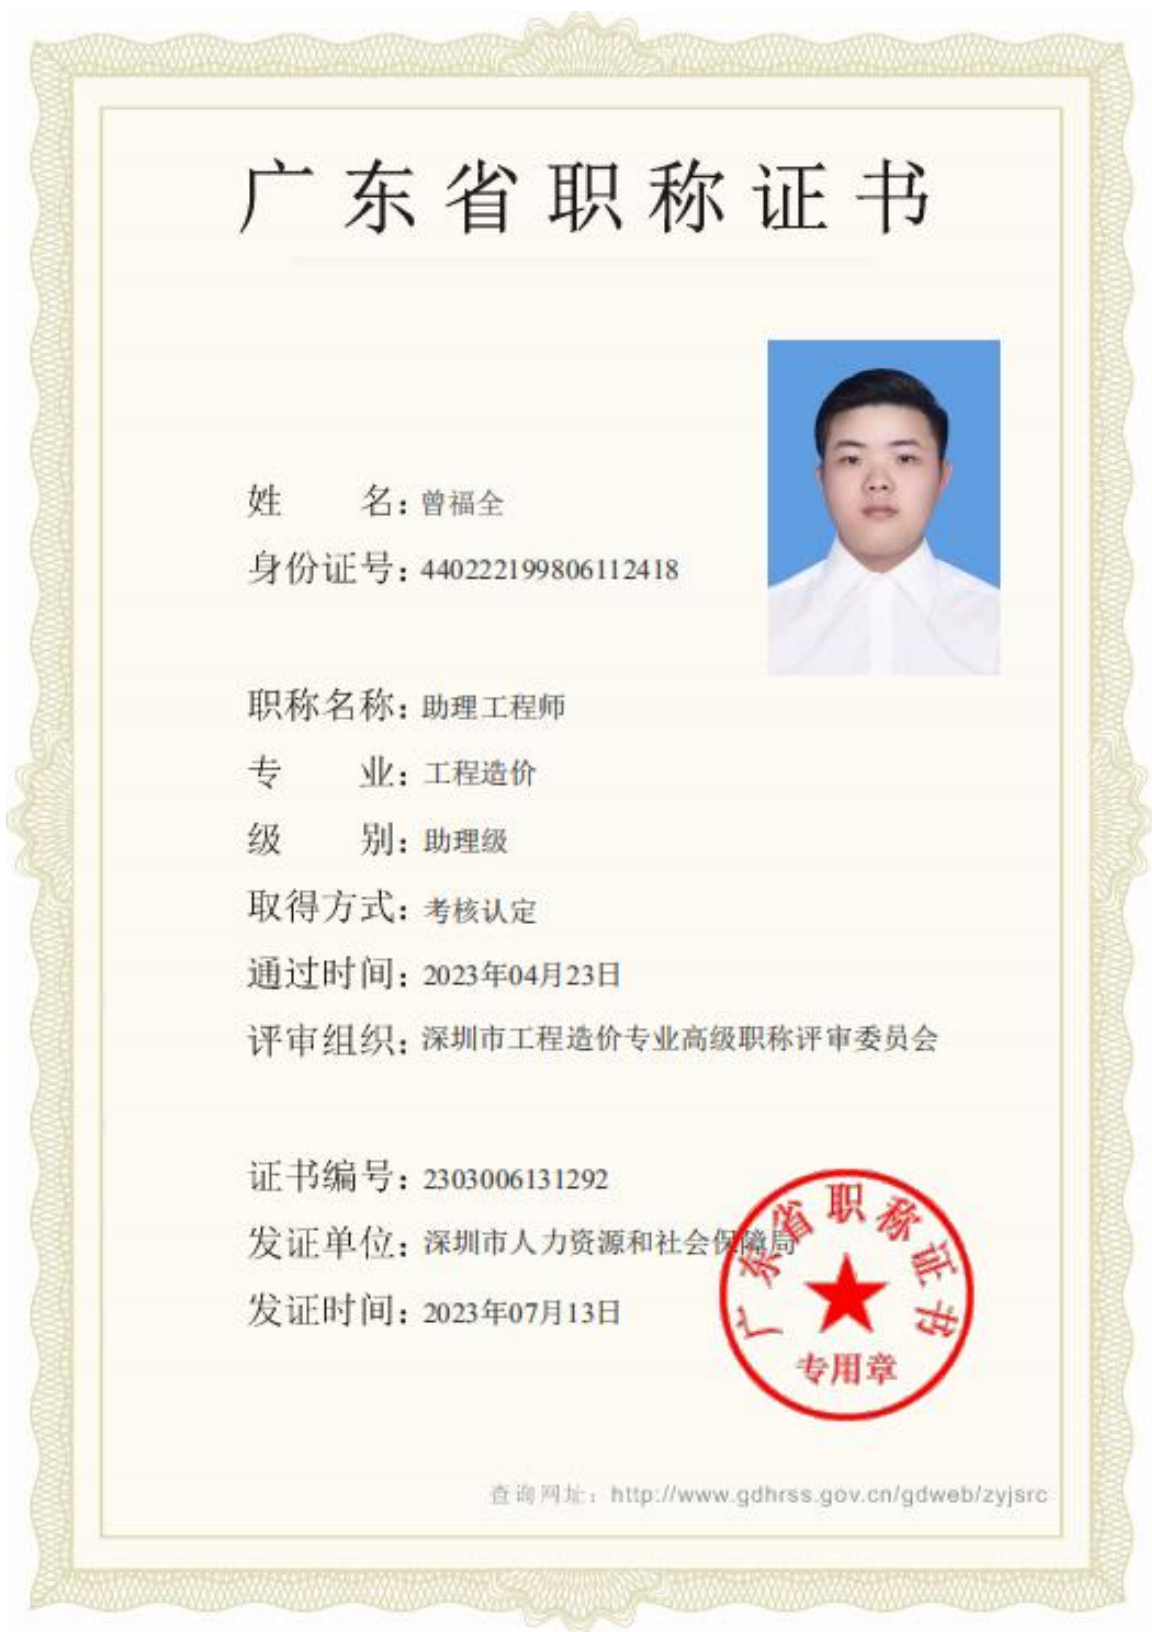 广东省职称证书
姓名：曾福全
身份证号：440222199806112418
职称名称：助理工程师
专业：工程造价
级别：助理级
取得方式：考核认定
通过时间：2023年04月23日
评审组织：深圳市工程造价专业高级职称评审委员会
证书编号：2303006131292
发证单位：深圳市人力资源和社会保障局
发证时间：2023年07月13日
广东省职称证书
专用章
查询网址：http://www.gdhrss.gov.cn/gdweb/zyjsrc